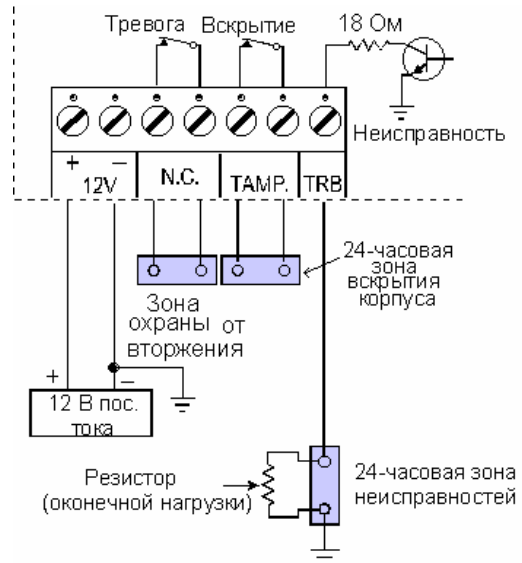 Тревога Вскрытие 18 Ом
Неисправность
+ − N.C. TAMP. TRB
12V
24-часовая
зона
вскрытия
корпуса
Зона
охраны от
вторжения
+ −
12 В пос.
тока
Резистор
(оконечной нагрузки)
24-часовая зона
неисправностей